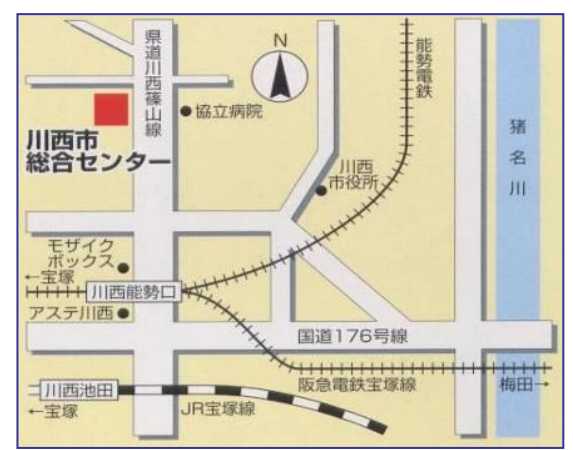 県道川西篠山線
N
能勢電鉄
協立病院
猪名川
川西市
総合センター
川西
市役所
モザイク
ボックス
←宝塚
川西能勢口
アステ川西
国道176号線
阪急電鉄宝塚線
梅田→
川西池田
←宝塚
JR宝塚線